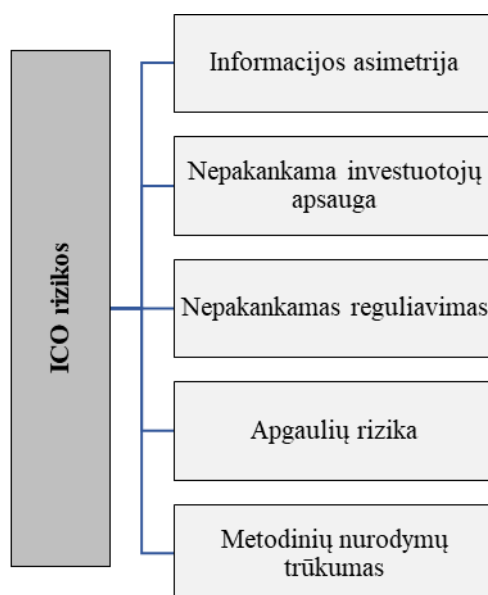 ICO rizikos
Informacijos asimetrija
Nepakankama investuotojų
apsauga
Nepakankamas reguliavimas
Apgaulių rizika
Metodinių nurodymų
trūkumas